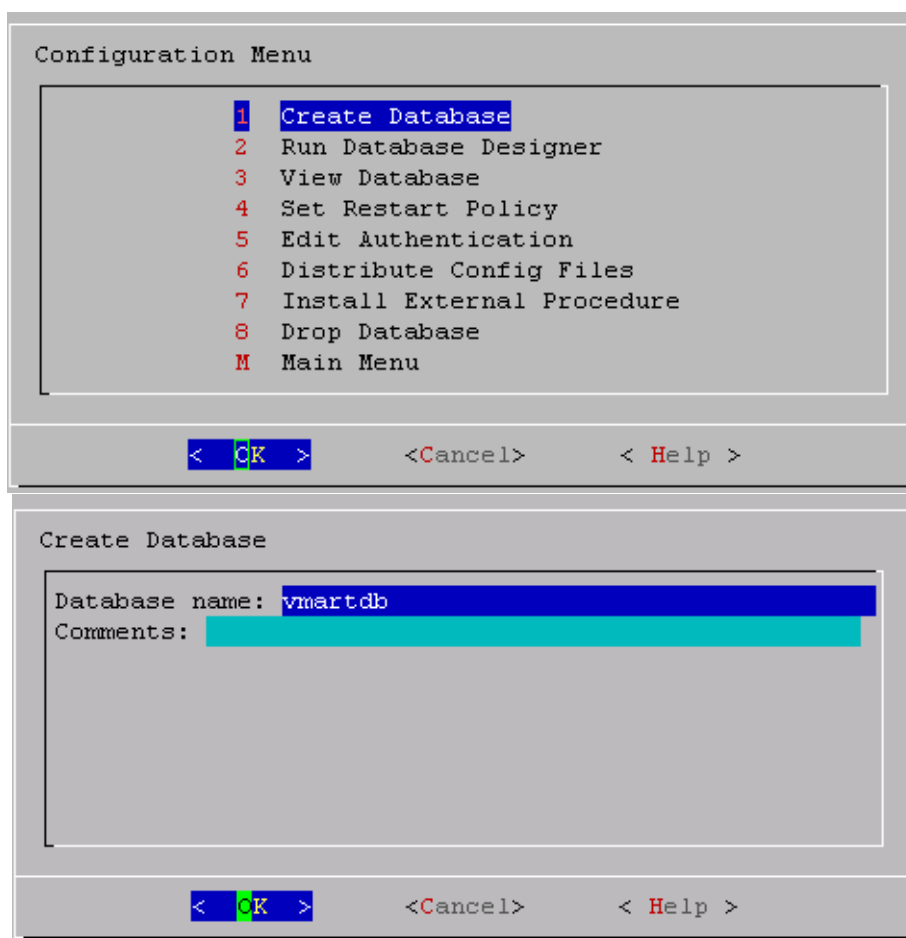 Configuration Menu
1 Create Database
2 Run Database Designer
3 View Database
4 Set Restart Policy
5 Edit Authentication
6 Distribute Config Files
7 Install External Procedure
8 Drop Database
M Main Menu
< OK > <Cancel> < Help >
Create Database
Database name: vmartdb
Comments:
< OK > <Cancel> < Help >